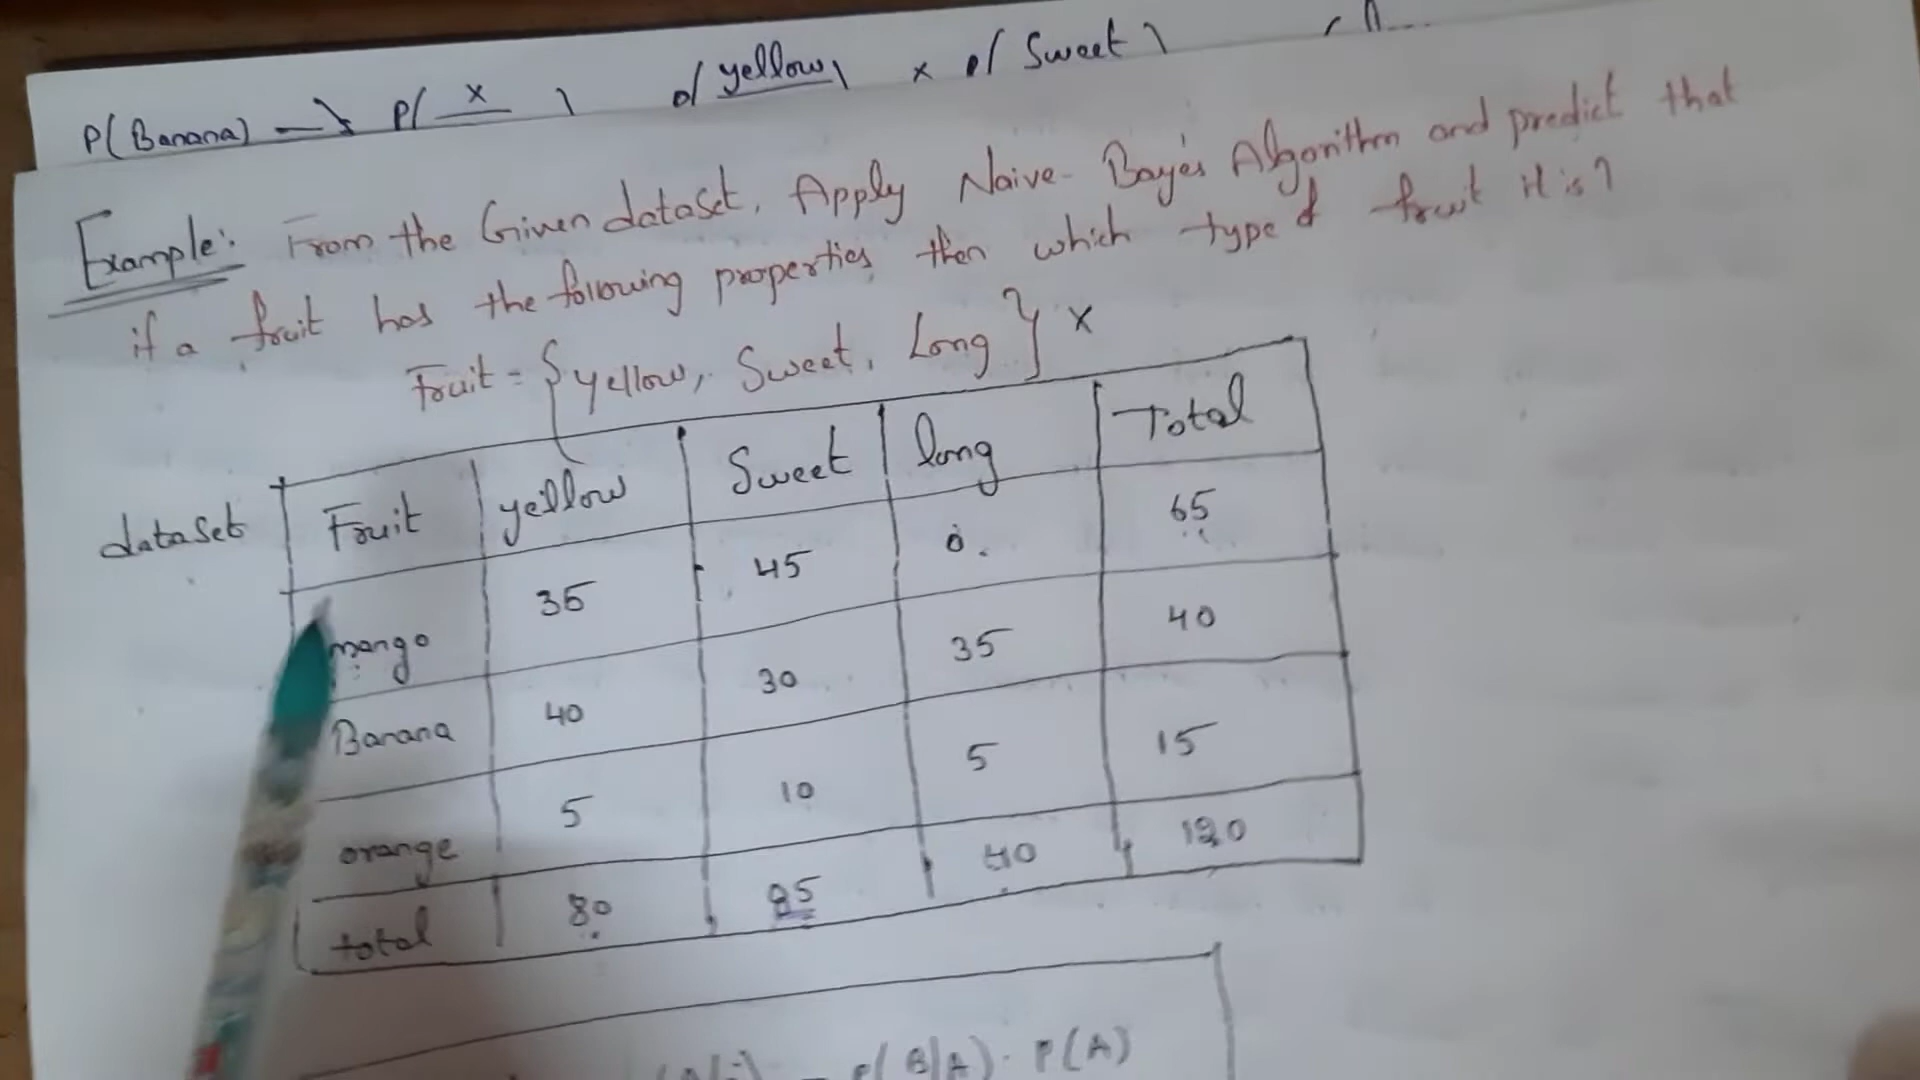 P(Banana) → P( x ) P( yellow ) x P( Sweet )
Example: From the Given dataset, Apply Naive-Bayes Algorithm and predict that
if a fruit has the following properties then which type of fruit it is?
Fruit = {yellow, Sweet, Long} x
dataset
Fruit yellow Sweet long Total
mango 35 45 0 65
Banana 40 30 35 40
orange 5 10 5 15
total 80 85 40 120
P(B|A) · P(A)